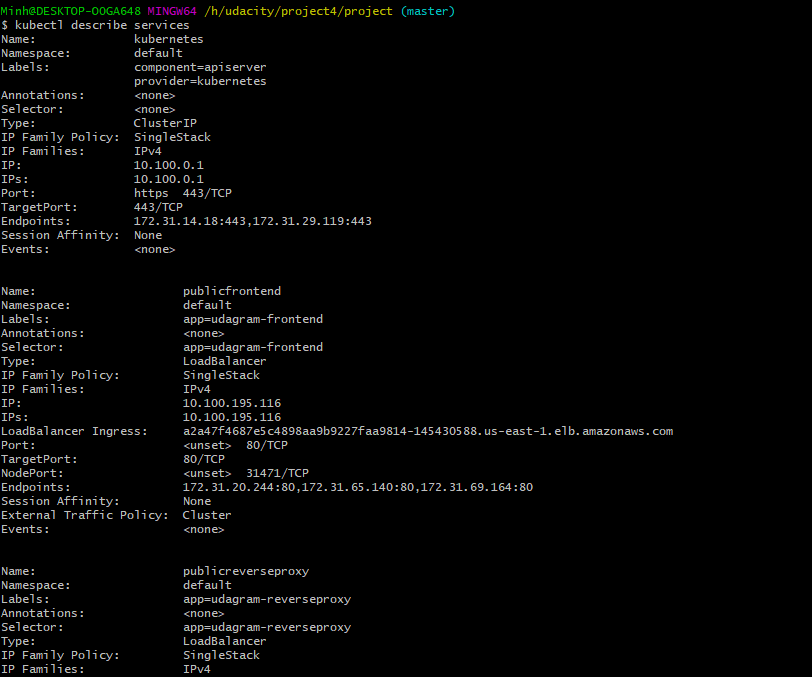 Minh@DESKTOP-OOGA648 MINGW64 /h/udacity/project4/project (master)
$ kubectl describe services
Name: kubernetes
Namespace: default
Labels: component=apiserver
provider=kubernetes
Annotations: <none>
Selector: <none>
Type: ClusterIP
IP Family Policy: SingleStack
IP Families: IPv4
IP: 10.100.0.1
IPs: 10.100.0.1
Port: https 443/TCP
TargetPort: 443/TCP
Endpoints: 172.31.14.18:443,172.31.29.119:443
Session Affinity: None
Events: <none>
Name: publicfrontend
Namespace: default
Labels: app=udagram-frontend
Annotations: <none>
Selector: app=udagram-frontend
Type: LoadBalancer
IP Family Policy: SingleStack
IP Families: IPv4
IP: 10.100.195.116
IPs: 10.100.195.116
LoadBalancer Ingress: a2a47f4687e5c4898aa9b9227faa9814-145430588.us-east-1.elb.amazonaws.com
Port: <unset> 80/TCP
TargetPort: 80/TCP
NodePort: <unset> 31471/TCP
Endpoints: 172.31.20.244:80,172.31.65.140:80,172.31.69.164:80
Session Affinity: None
External Traffic Policy: Cluster
Events: <none>
Name: publicreverseproxy
Namespace: default
Labels: app=udagram-reverseproxy
Annotations: <none>
Selector: app=udagram-reverseproxy
Type: LoadBalancer
IP Family Policy: SingleStack
IP Families: IPv4